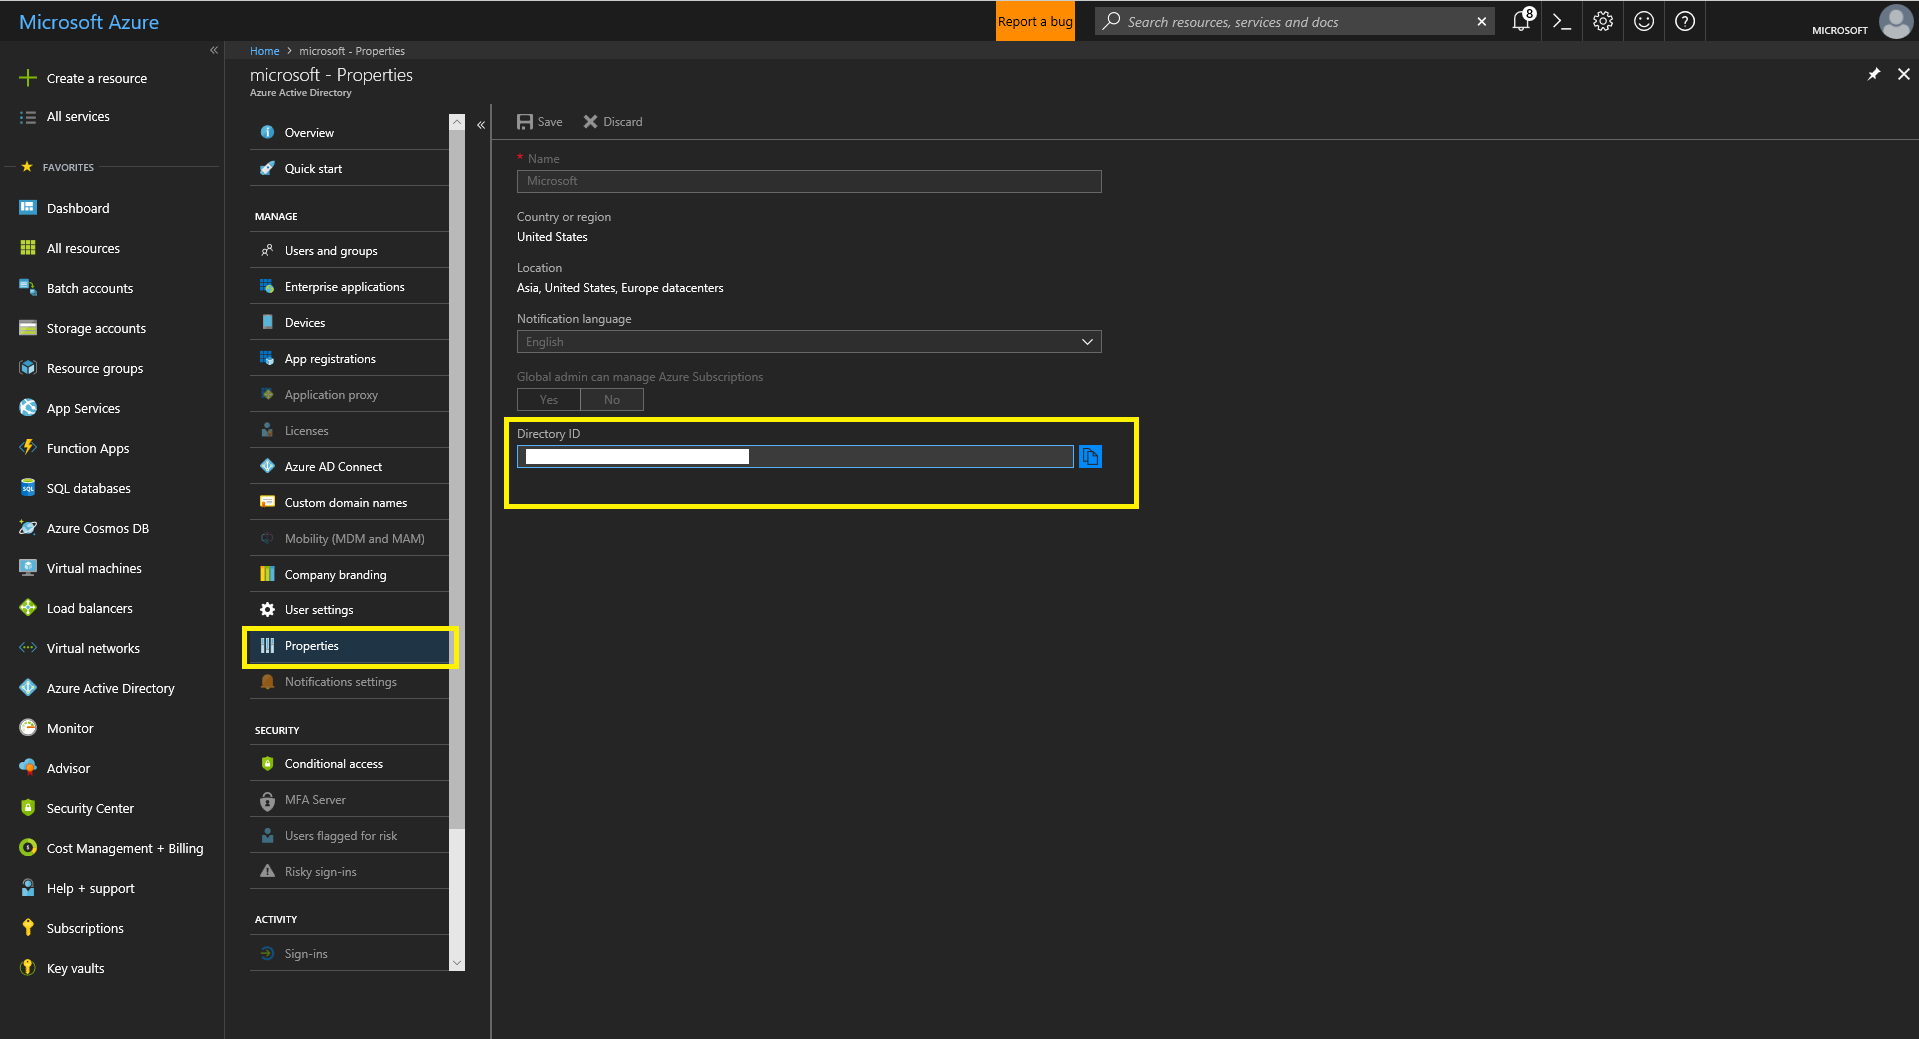 Microsoft Azure
Report a bug
Search resources, services and docs
8
MICROSOFT
Create a resource
All services
FAVORITES
Dashboard
All resources
Batch accounts
Storage accounts
Resource groups
App Services
Function Apps
SQL databases
Azure Cosmos DB
Virtual machines
Load balancers
Virtual networks
Azure Active Directory
Monitor
Advisor
Security Center
Cost Management + Billing
Help + support
Subscriptions
Key vaults
Home > microsoft - Properties
microsoft - Properties
Azure Active Directory
Overview
Quick start
MANAGE
Users and groups
Enterprise applications
Devices
App registrations
Application proxy
Licenses
Azure AD Connect
Custom domain names
Mobility (MDM and MAM)
Company branding
User settings
Properties
Notifications settings
SECURITY
Conditional access
MFA Server
Users flagged for risk
Risky sign-ins
ACTIVITY
Sign-ins
Save Discard
* Name
Microsoft
Country or region
United States
Location
Asia, United States, Europe datacenters
Notification language
English
Global admin can manage Azure Subscriptions
Yes No
Directory ID